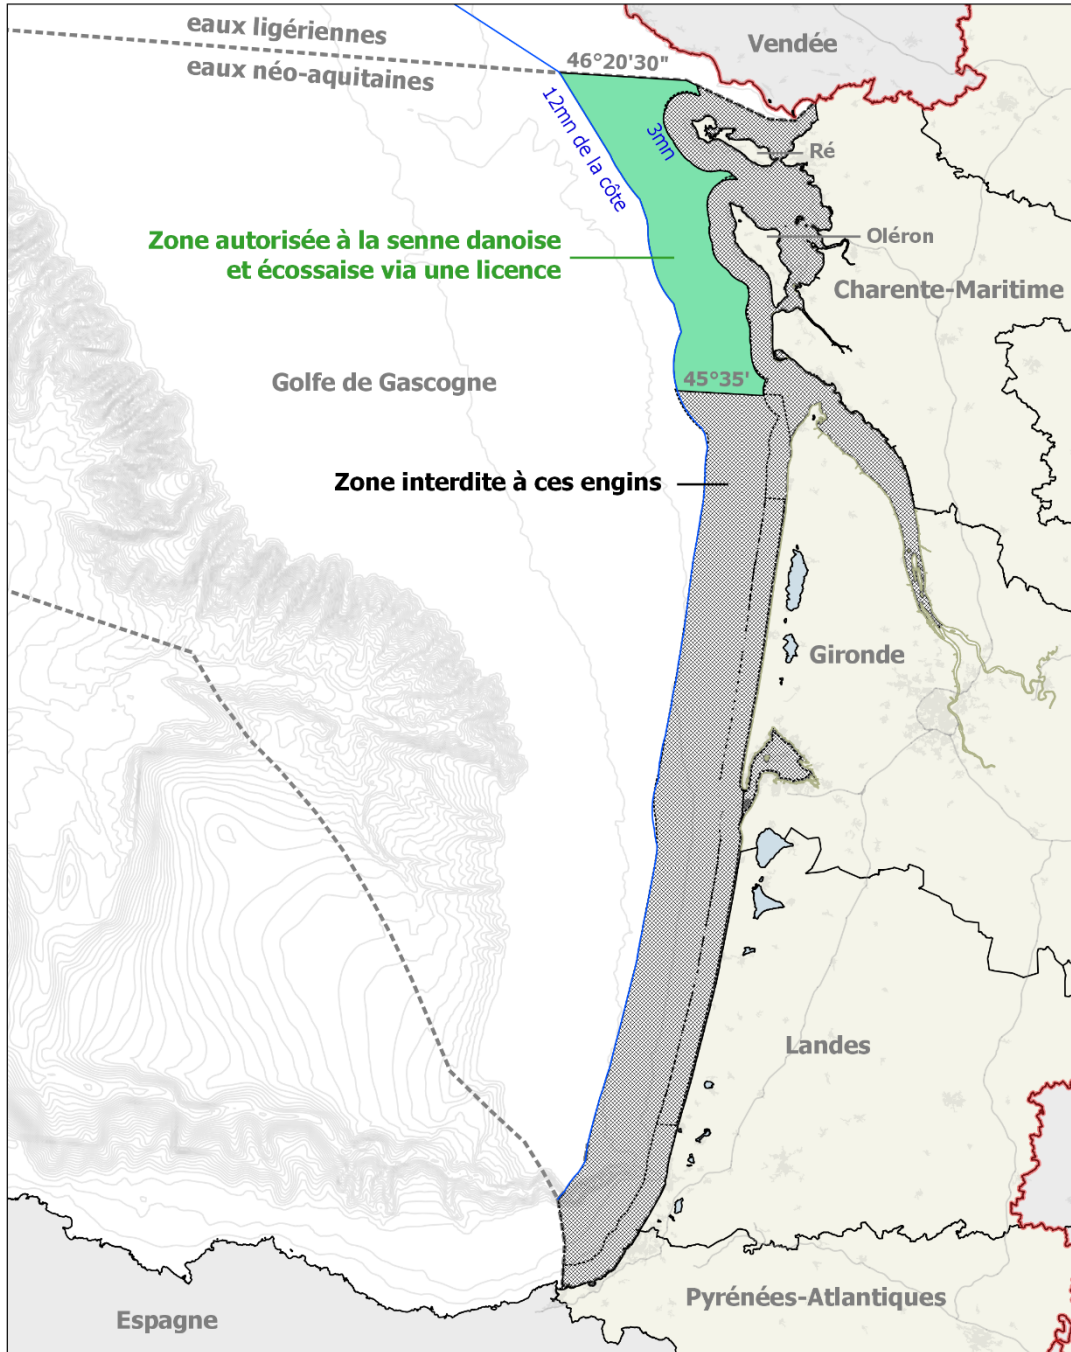 eaux ligériennes
eaux néo-aquitaines
46°20'30"
Vendée
12mn de la côte
3mn
Ré
Oléron
Zone autorisée à la senne danoise
et écossaise via une licence
Charente-Maritime
Golfe de Gascogne
45°35'
Zone interdite à ces engins
Gironde
Landes
Pyrénées-Atlantiques
Espagne